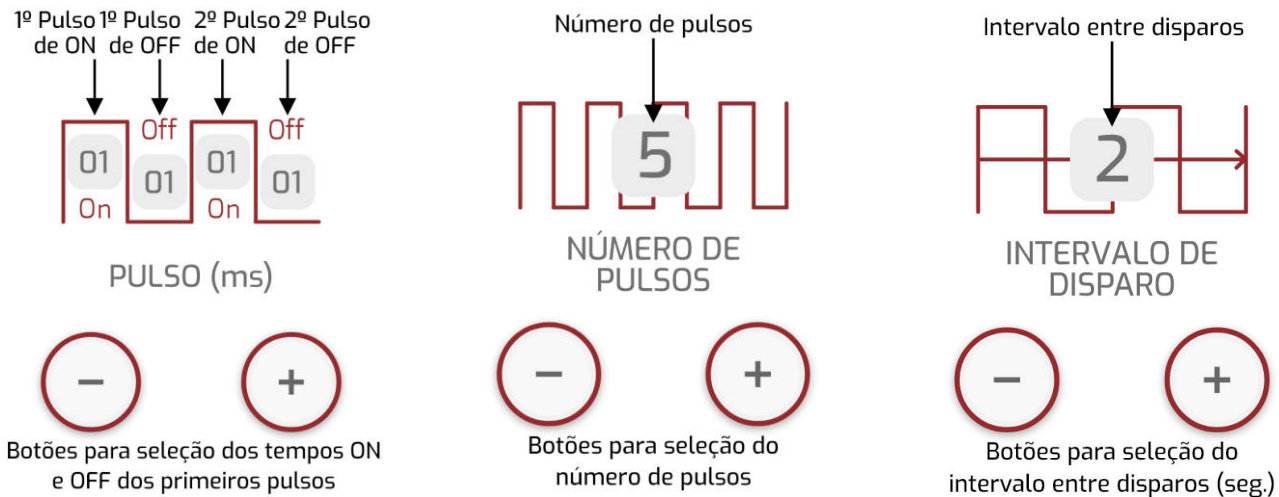 1º Pulso 1º Pulso 2º Pulso 2º Pulso
de ON de OFF de ON de OFF
Off Off
01 01 01 01
On On
PULSO (ms)
− +
Botões para seleção dos tempos ON
e OFF dos primeiros pulsos
Número de pulsos
5
NÚMERO DE
PULSOS
− +
Botões para seleção do
número de pulsos
Intervalo entre disparos
2
INTERVALO DE
DISPARO
− +
Botões para seleção do
intervalo entre disparos (seg.)